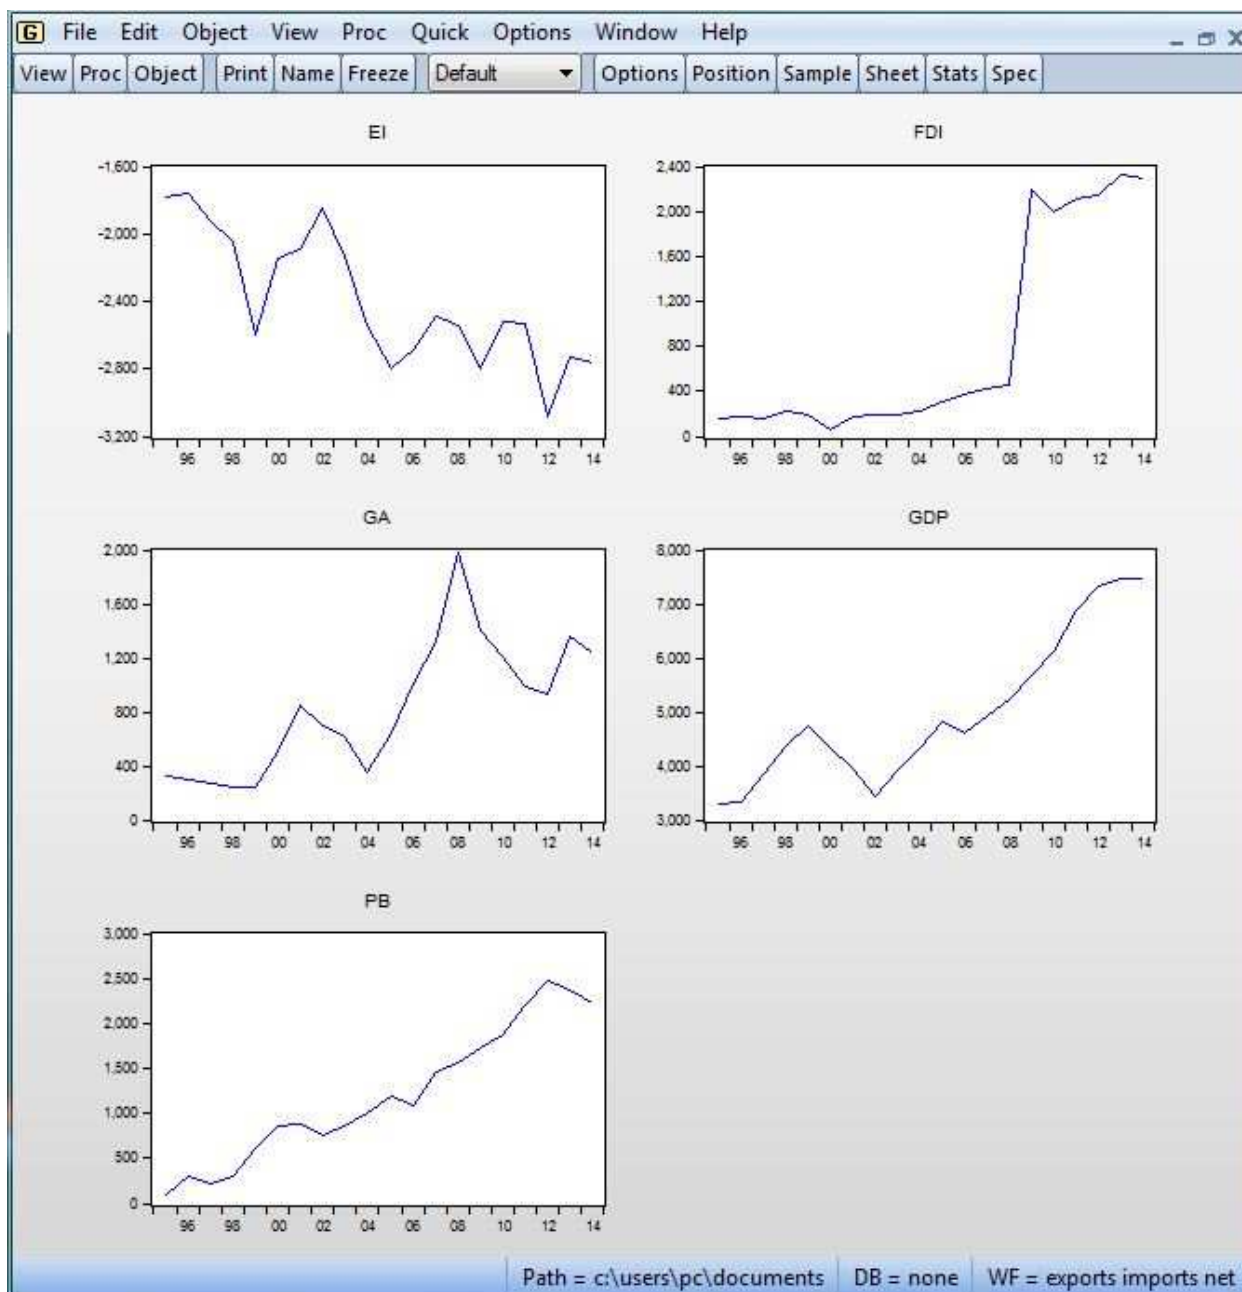 G File Edit Object View Proc Quick Options Window Help
View Proc Object Print Name Freeze Default Options Position Sample Sheet Stats Spec
EI
-1,600
-2,000
-2,400
-2,800
-3,200
96 98 00 02 04 06 08 10 12 14
FDI
2,400
2,000
1,600
1,200
800
400
0
96 98 00 02 04 06 08 10 12 14
GA
2,000
1,600
1,200
800
400
0
96 98 00 02 04 06 08 10 12 14
GDP
8,000
7,000
6,000
5,000
4,000
3,000
96 98 00 02 04 06 08 10 12 14
PB
3,000
2,500
2,000
1,500
1,000
500
0
96 98 00 02 04 06 08 10 12 14
Path = c:\users\pc\documents DB = none WF = exports imports net